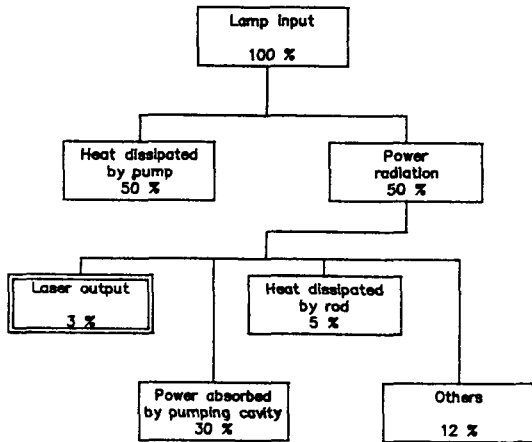 Lamp input
100 %
Heat dissipated
by pump
50 %
Power
radiation
50 %
Laser output
3 %
Heat dissipated
by rod
5 %
Power absorbed
by pumping cavity
30 %
Others
12 %